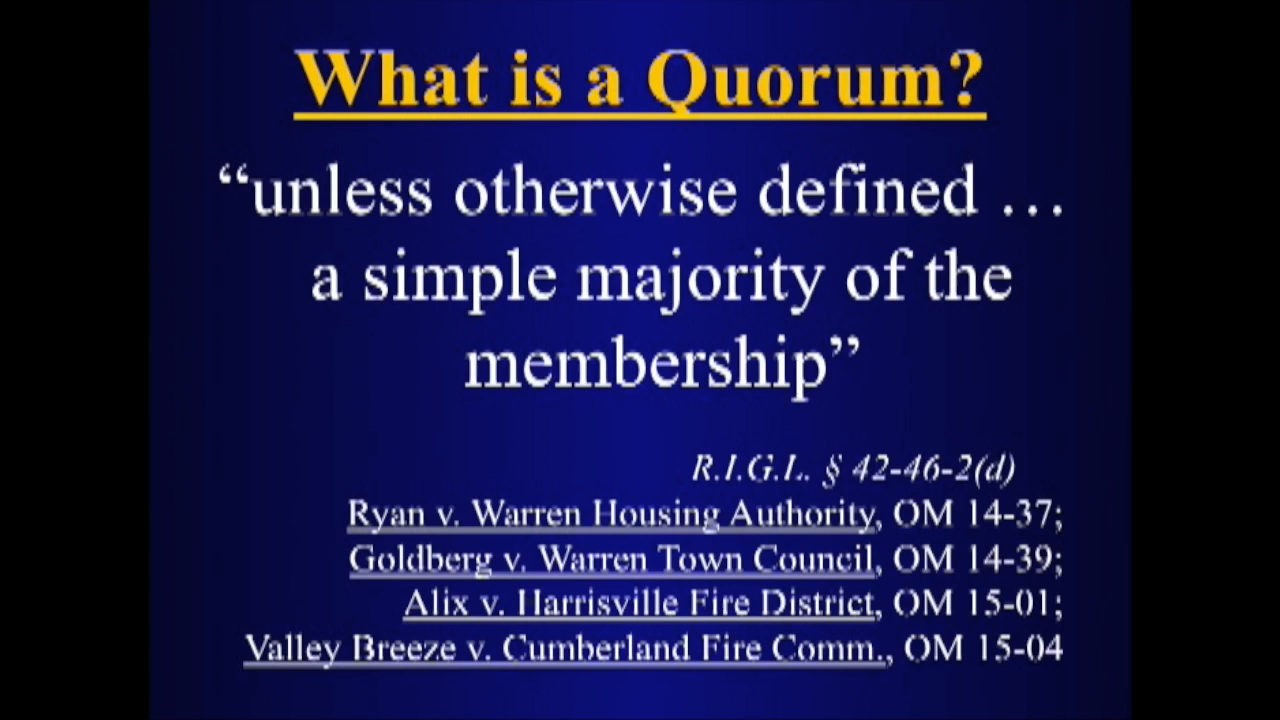 What is a Quorum?
“unless otherwise defined …
a simple majority of the
membership”
R.I.G.L. § 42-46-2(d)
Ryan v. Warren Housing Authority, OM 14-37;
Goldberg v. Warren Town Council, OM 14-39;
Alix v. Harrisville Fire District, OM 15-01;
Valley Breeze v. Cumberland Fire Comm., OM 15-04